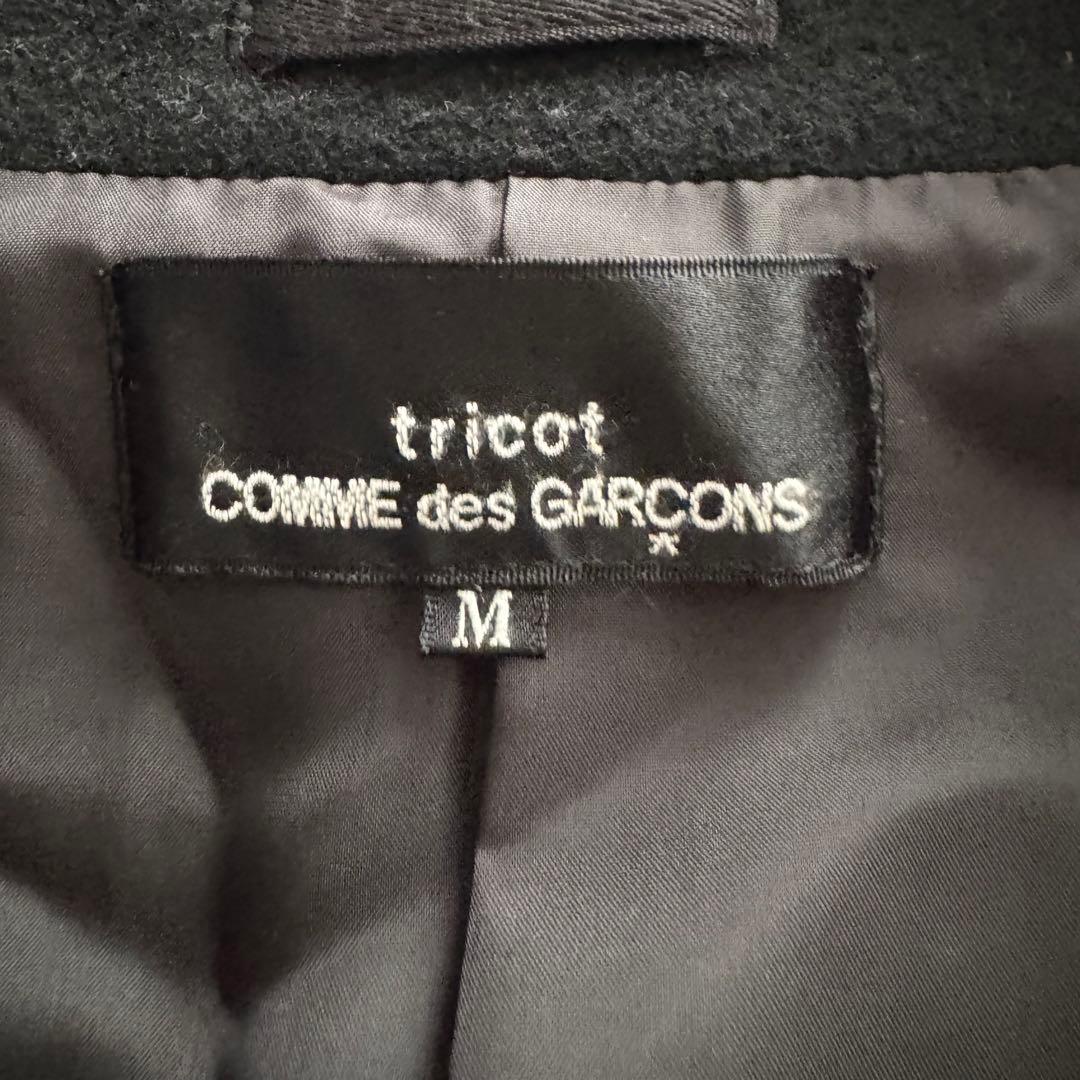 tricot
COMME des GARÇONS
*
M